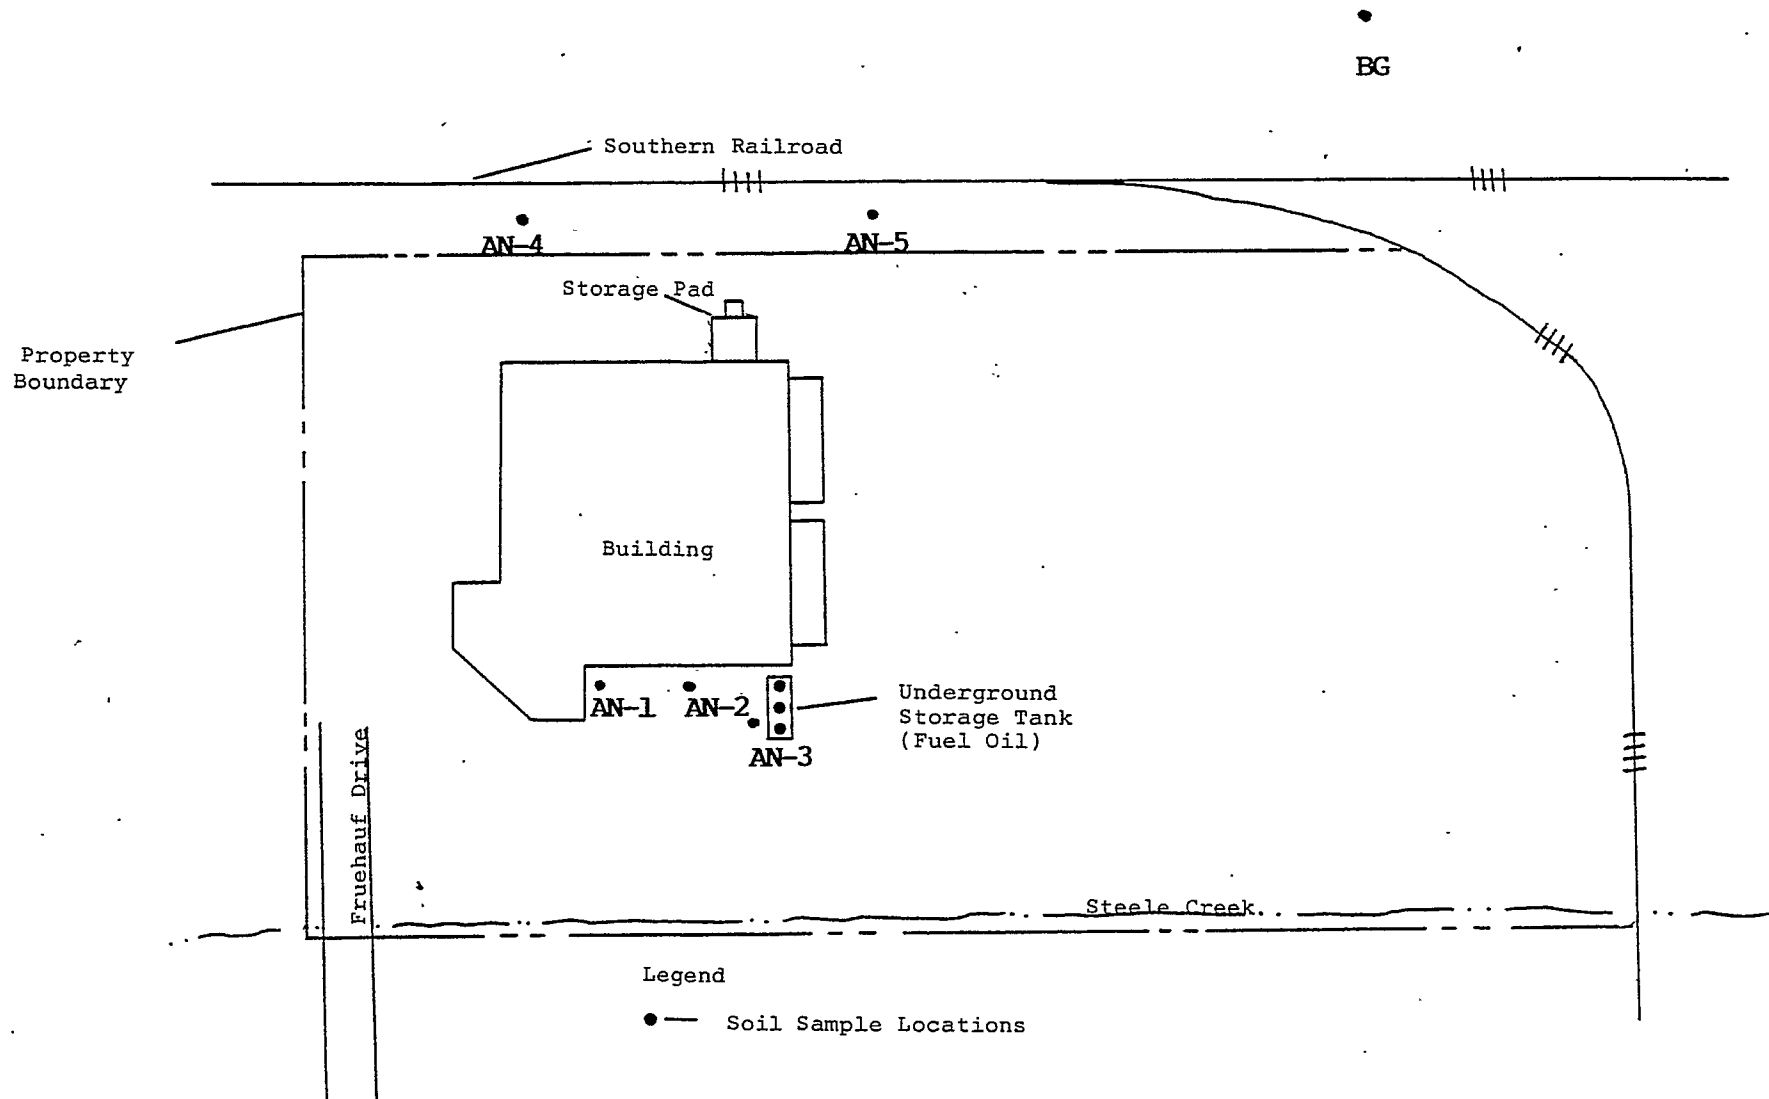 BG
Southern Railroad
AN-4
AN-5
Storage Pad
Property
Boundary
Building
AN-1
AN-2
AN-3
Underground
Storage Tank
(Fuel Oil)
Fruehauf Drive
Steele Creek
Legend
Soil Sample Locations